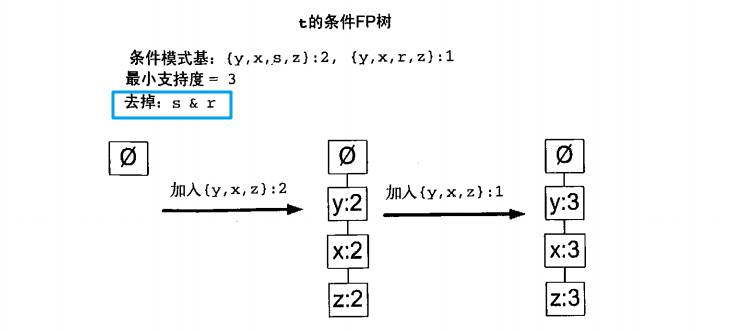 t的条件FP树
条件模式基：{y,x,s,z}:2, {y,x,r,z}:1
最小支持度 = 3
去掉：s & r
Ø
Ø
Ø
加入{y,x,z}:2
加入{y,x,z}:1
y:2
y:3
x:2
x:3
z:2
z:3